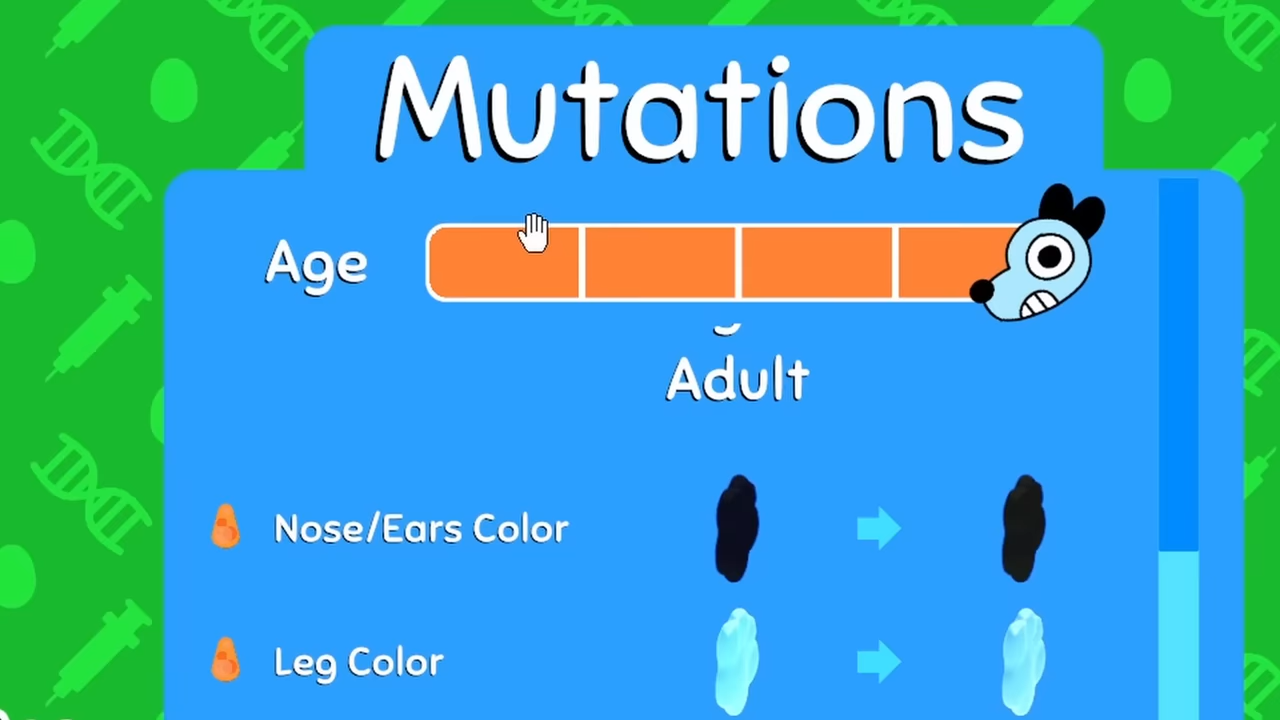 Mutations
Age
Adult
Nose/Ears Color
Leg Color